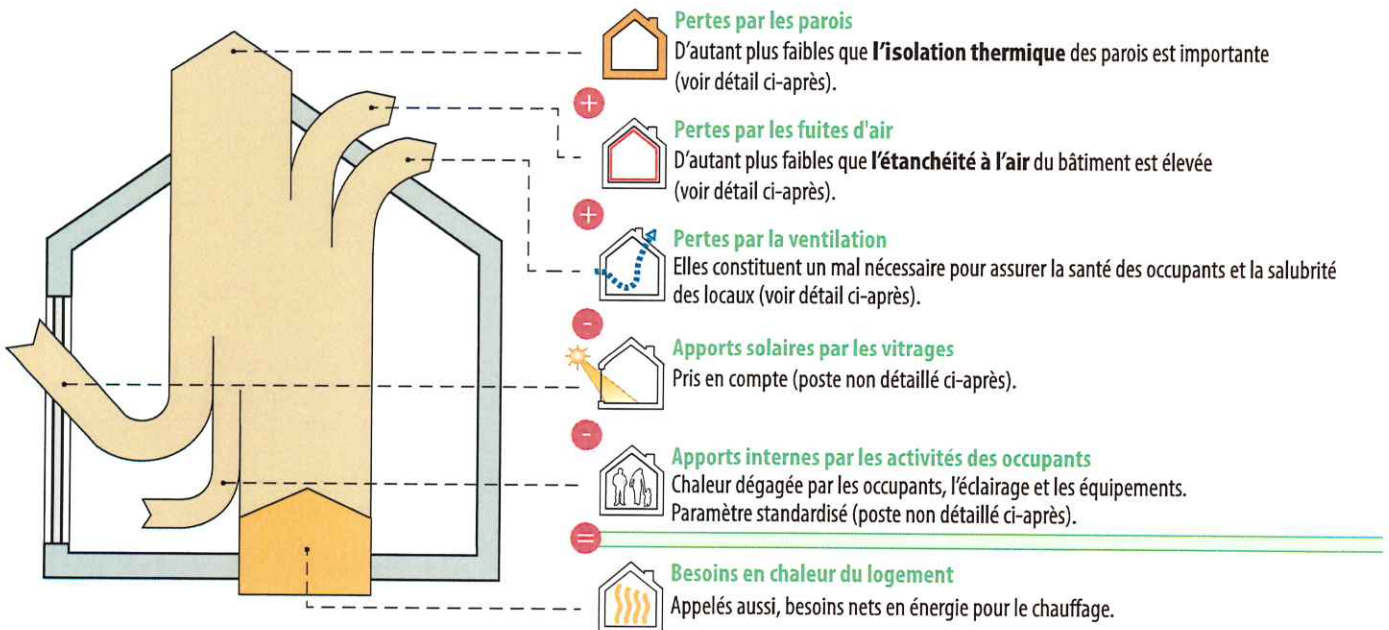 Pertes par les parois
D'autant plus faibles que l'isolation thermique des parois est importante
(voir détail ci-après).
+
Pertes par les fuites d'air
D'autant plus faibles que l'étanchéité à l'air du bâtiment est élevée
(voir détail ci-après).
+
Pertes par la ventilation
Elles constituent un mal nécessaire pour assurer la santé des occupants et la salubrité
des locaux (voir détail ci-après).
-
Apports solaires par les vitrages
Pris en compte (poste non détaillé ci-après).
-
Apports internes par les activités des occupants
Chaleur dégagée par les occupants, l'éclairage et les équipements.
Paramètre standardisé (poste non détaillé ci-après).
=
Besoins en chaleur du logement
Appelés aussi, besoins nets en énergie pour le chauffage.